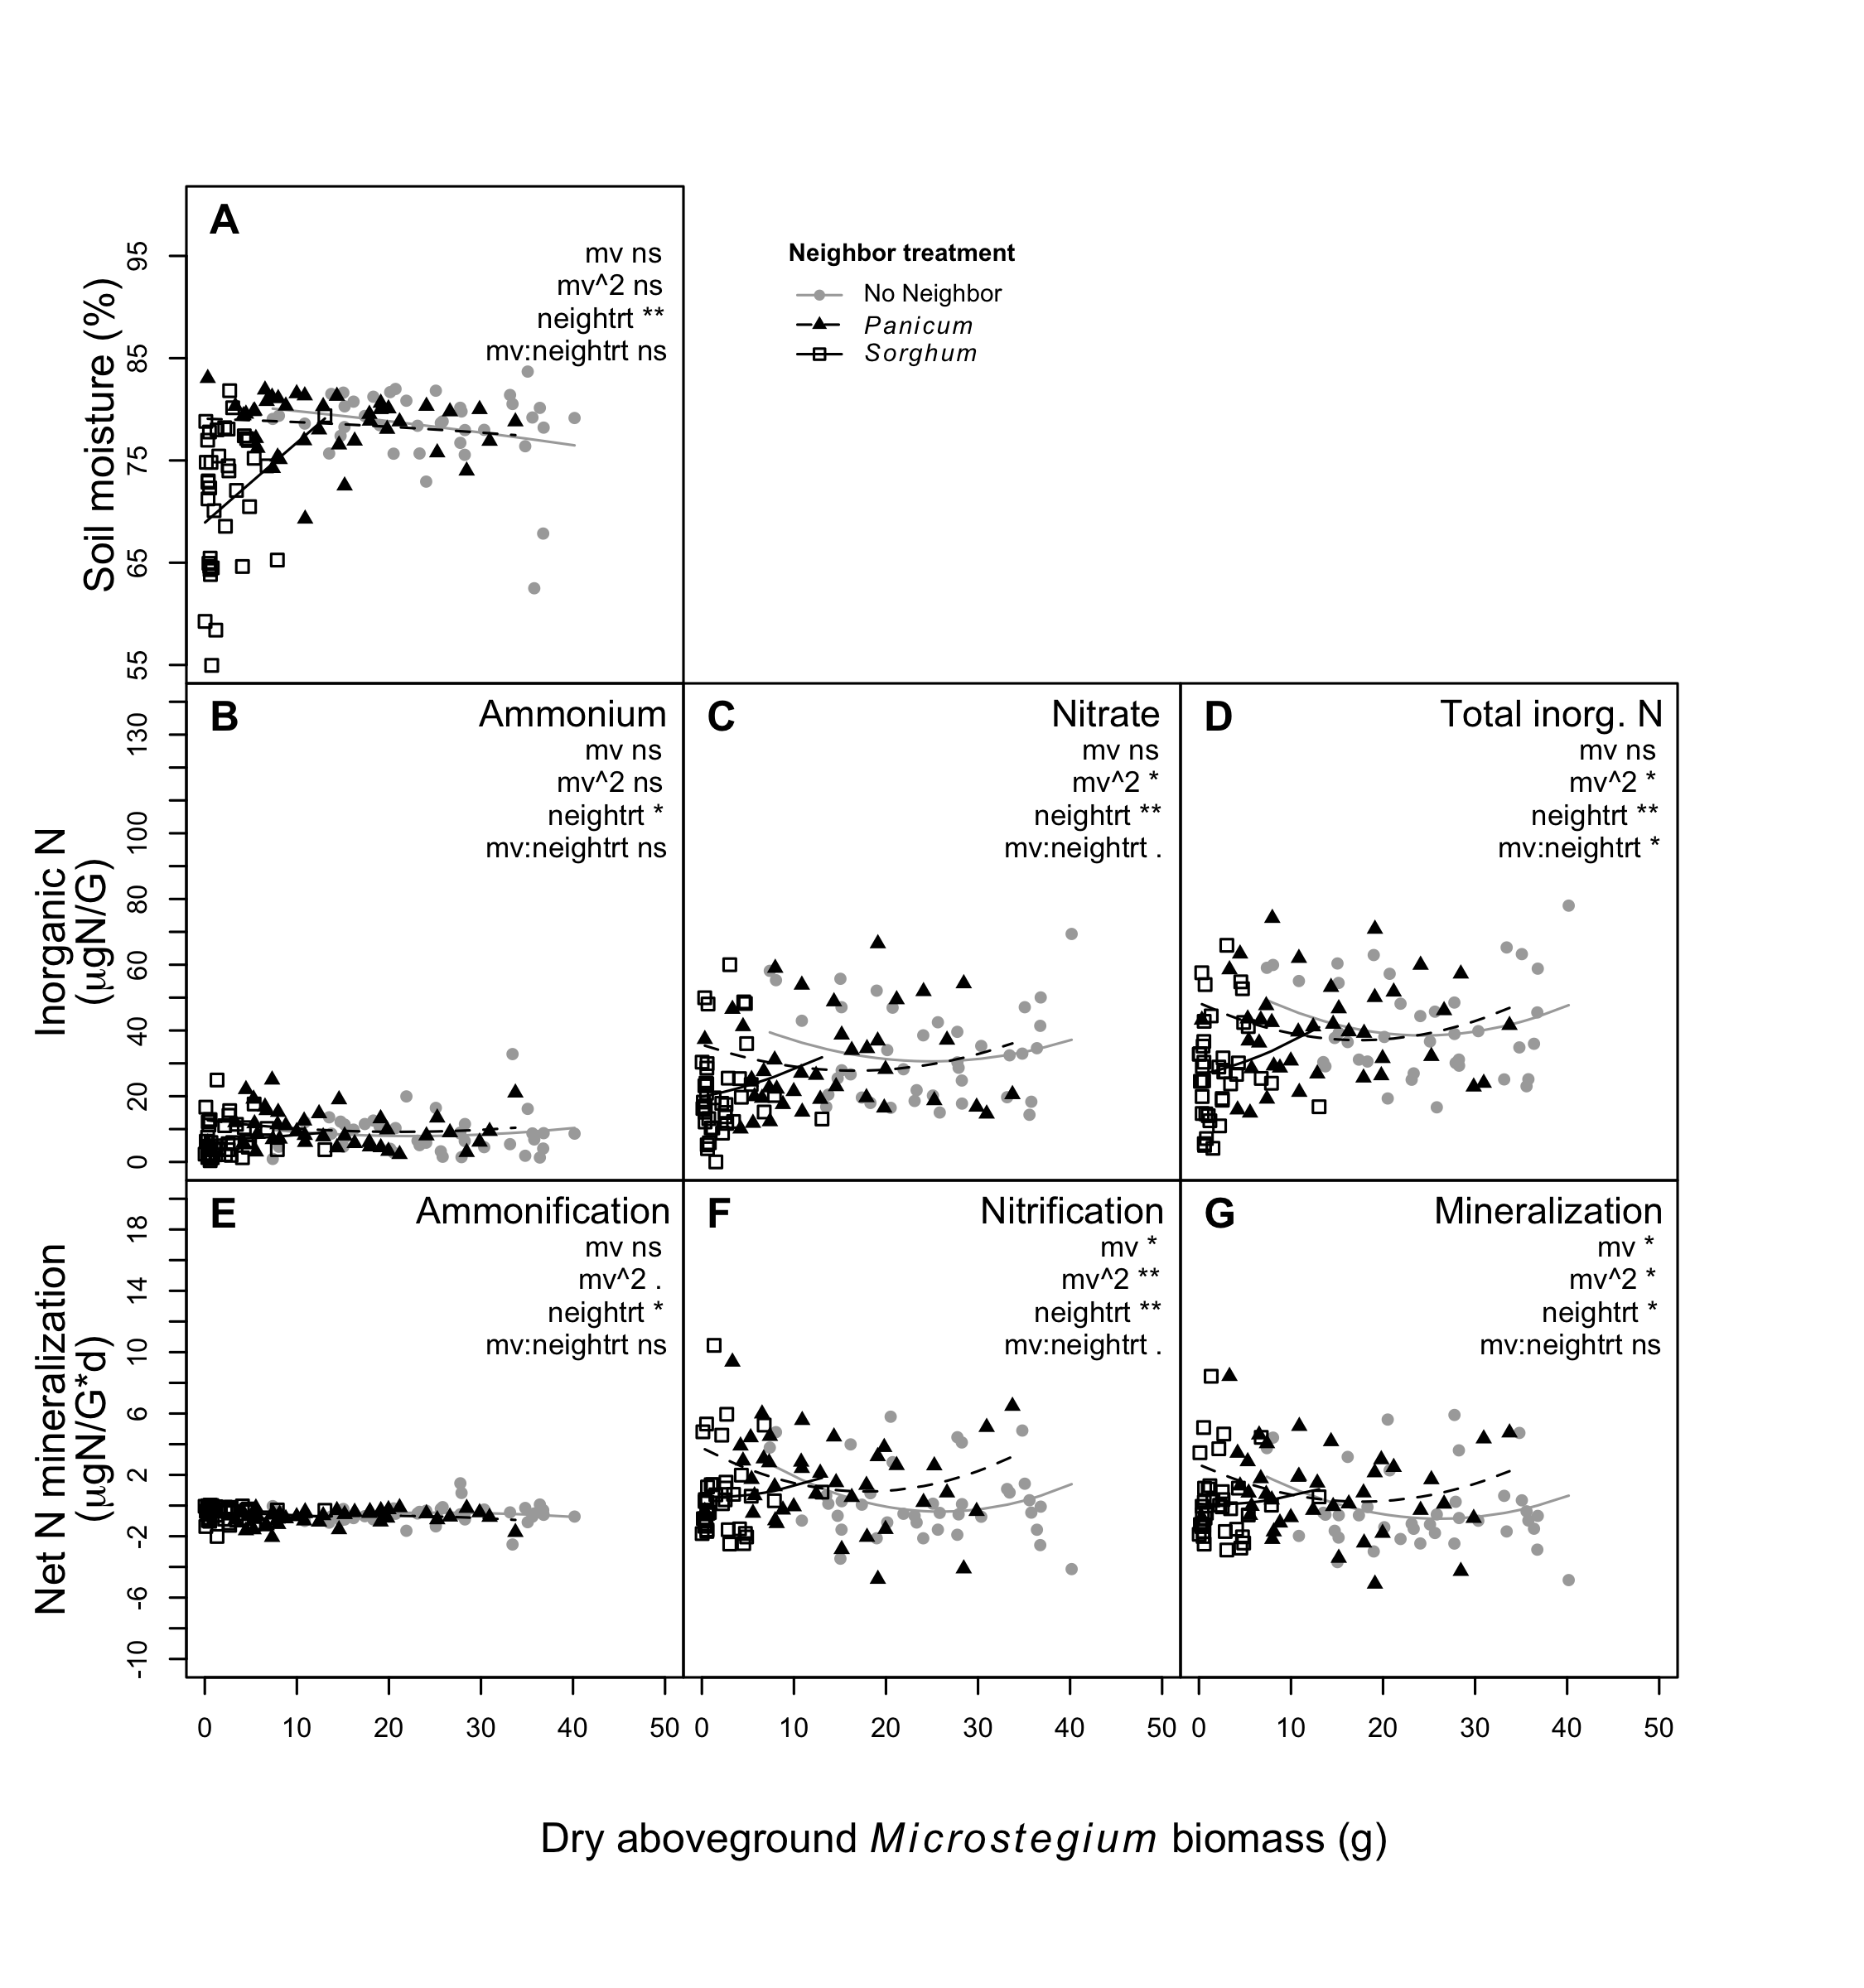 A
mv ns
mv^2 ns
neightrt **
mv:neightrt ns
Neighbor treatment
No Neighbor
Panicum
Sorghum
Soil moisture (%)
95
85
75
65
55
B
Ammonium
mv ns
mv^2 ns
neightrt *
mv:neightrt ns
C
Nitrate
mv ns
mv^2 *
neightrt **
mv:neightrt .
D
Total inorg. N
mv ns
mv^2 *
neightrt **
mv:neightrt *
Inorganic N
(µgN/G)
130
100
80
60
40
20
0
E
Ammonification
mv ns
mv^2 .
neightrt *
mv:neightrt ns
F
Nitrification
mv *
mv^2 **
neightrt **
mv:neightrt .
G
Mineralization
mv *
mv^2 *
neightrt *
mv:neightrt ns
Net N mineralization
(µgN/G*d)
18
14
10
6
2
-2
-6
-10
0 10 20 30 40 50
0 10 20 30 40 50
0 10 20 30 40 50
Dry aboveground Microstegium biomass (g)